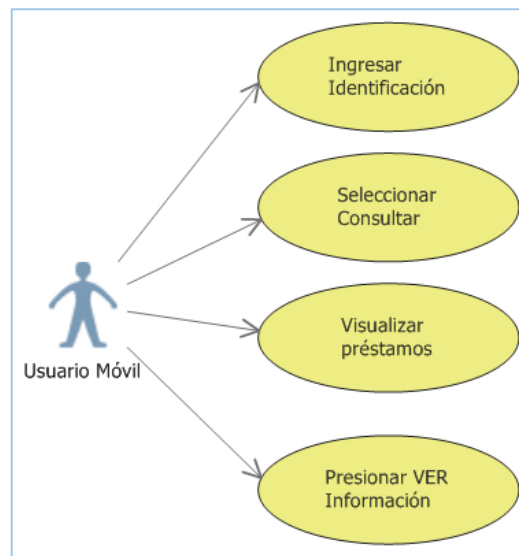 Ingresar
Identificación
Seleccionar
Consultar
Visualizar
préstamos
Usuario Móvil
Presionar VER
Información